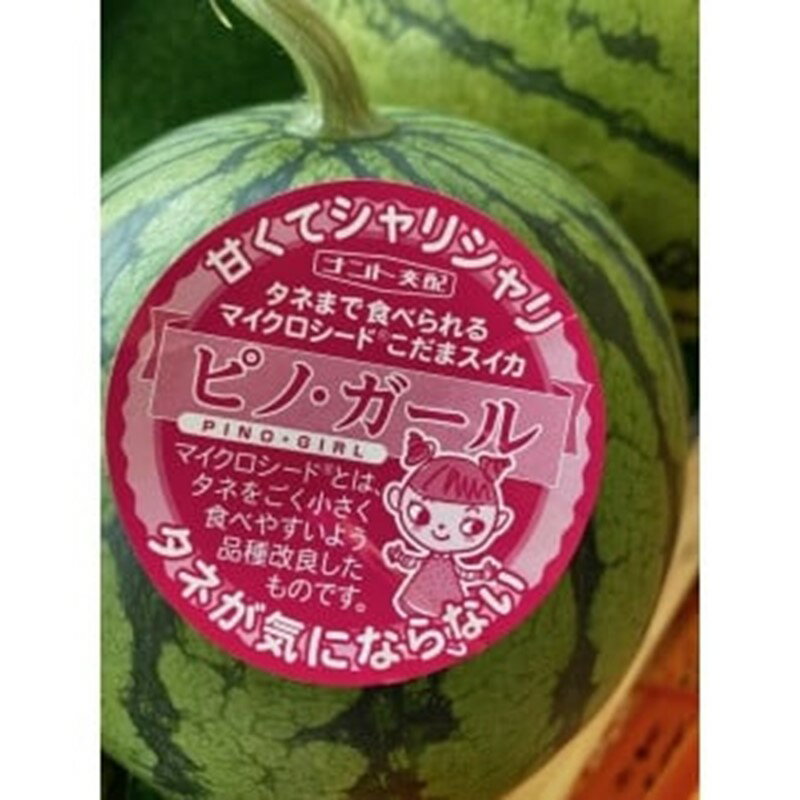 甘くてシャリシャリ
ナント交配
タネまで食べられる
マイクロシード®こだまスイカ
ピノ・ガール
PINO・GIRL
マイクロシード®とは、
タネをごく小さく
食べやすいよう
品種改良した
ものです。
タネが気にならない